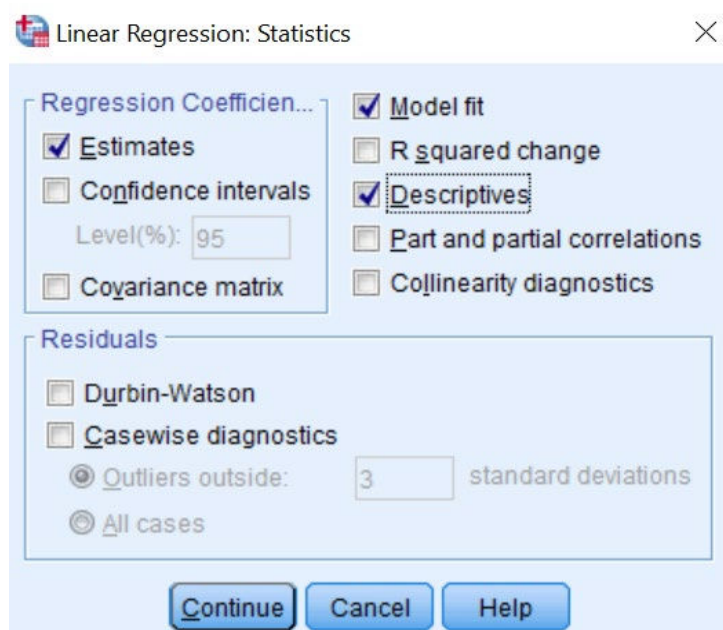 Linear Regression: Statistics
Regression Coefficien...
Estimates
Confidence intervals
Level(%): 95
Covariance matrix
Model fit
R squared change
Descriptives
Part and partial correlations
Collinearity diagnostics
Residuals
Durbin-Watson
Casewise diagnostics
Outliers outside: 3 standard deviations
All cases
Continue Cancel Help